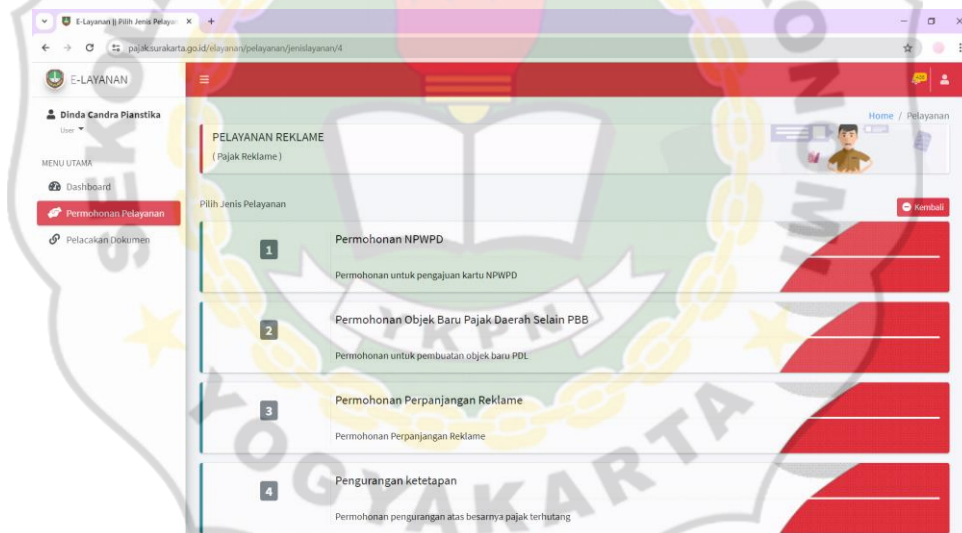 E-Layanan || Pilih Jenis Pelayan
pajak.surakarta.go.id/elayanan/pelayanan/jenislayanan/4
E-LAYANAN
Dinda Candra Pianstika
User
MENU UTAMA
Dashboard
Permohonan Pelayanan
Pelacakan Dokumen
Home / Pelayanan
PELAYANAN REKLAME
( Pajak Reklame )
Pilih Jenis Pelayanan
Kembali
1
Permohonan NPWPD
Permohonan untuk pengajuan kartu NPWPD
2
Permohonan Objek Baru Pajak Daerah Selain PBB
Permohonan untuk pembuatan objek baru PDL
3
Permohonan Perpanjangan Reklame
Permohonan Perpanjangan Reklame
4
Pengurangan ketetapan
Permohonan pengurangan atas besarnya pajak terhutang
YKPN
YOGYAKARTA